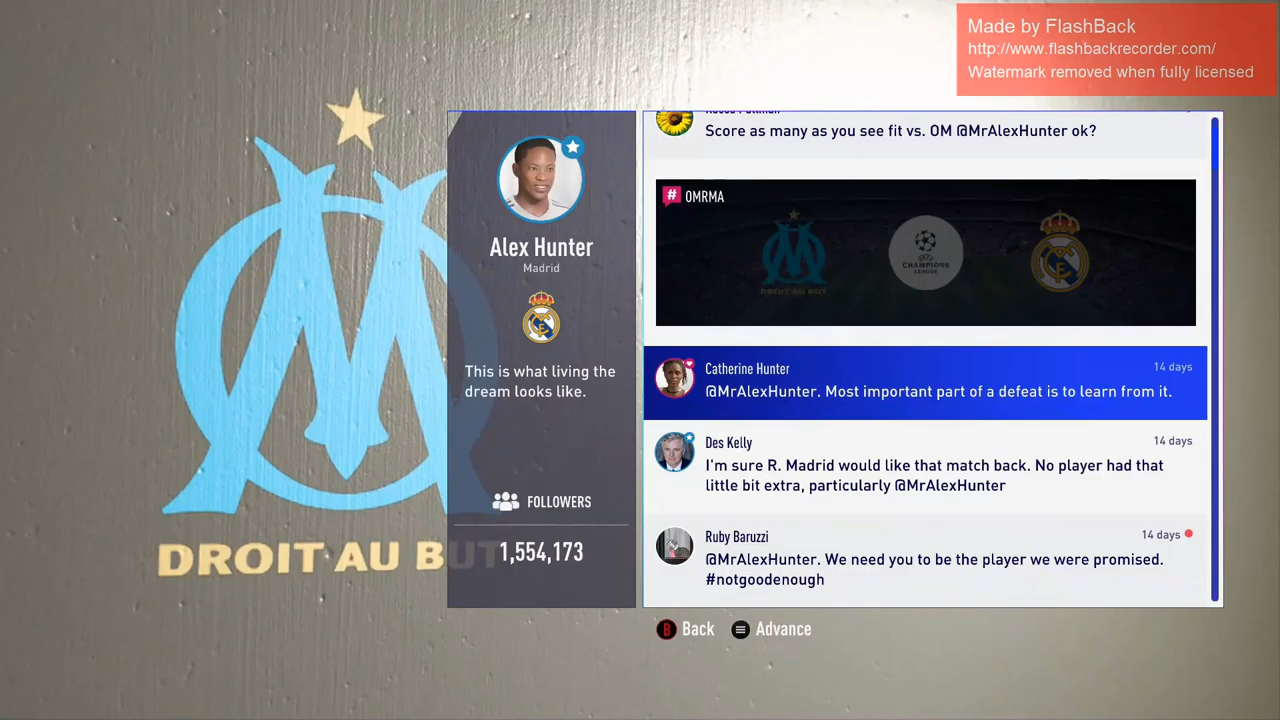 Made by FlashBack
http://www.flashbackrecorder.com/
Watermark removed when fully licensed
Score as many as you see fit vs. OM @MrAlexHunter ok?
# OMRMA
DROIT AU BUT
UEFA
CHAMPIONS
LEAGUE
Alex Hunter
Madrid
This is what living the
dream looks like.
FOLLOWERS
1,554,173
Catherine Hunter 14 days
@MrAlexHunter. Most important part of a defeat is to learn from it.
Des Kelly 14 days
I'm sure R. Madrid would like that match back. No player had that
little bit extra, particularly @MrAlexHunter
Ruby Baruzzi 14 days
@MrAlexHunter. We need you to be the player we were promised.
#notgoodenough
DROIT AU BUT
B Back Advance